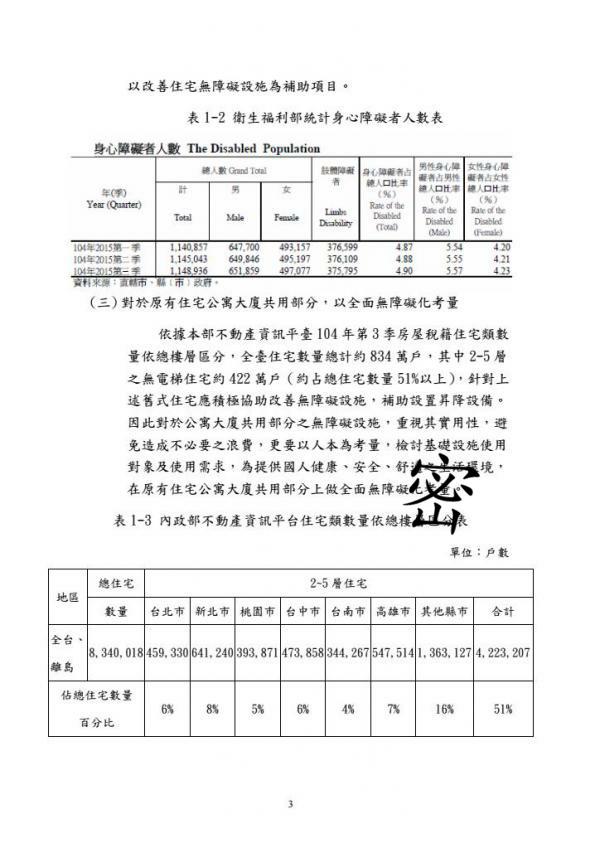 以改善住宅無障礙設施為補助項目。
表 1-2 衛生福利部統計身心障礙者人數表
身心障礙者人數 The Disabled Population
年(季) Year (Quarter) 總人數 Grand Total 肢體障礙者 Limbs Disability 身心障礙者占總人口比率（％） Rate of the Disabled (Total) 男性身心障礙者占男性總人口比率（％） Rate of the Disabled (Male) 女性身心障礙者占女性總人口比率（％） Rate of the Disabled (Female)
計 Total 男 Male 女 Female
104年2015第一季 1,140,857 647,700 493,157 376,599 4.87 5.54 4.20
104年2015第二季 1,145,043 649,846 495,197 376,109 4.88 5.55 4.21
104年2015第三季 1,148,936 651,859 497,077 375,795 4.90 5.57 4.23
資料來源：直轄市、縣（市）政府。
(三)對於原有住宅公寓大廈共用部分，以全面無障礙化考量
依據本部不動產資訊平臺 104 年第 3 季房屋稅籍住宅類數
量依總樓層區分，全臺住宅數量總計約 834 萬戶，其中 2-5 層
之無電梯住宅約 422 萬戶（約占總住宅數量 51%以上），針對上
述舊式住宅應積極協助改善無障礙設施，補助設置昇降設備。
因此對於公寓大廈共用部分之無障礙設施，重視其實用性，避
免造成不必要之浪費，更要以人本為考量，檢討基礎設施使用
對象及使用需求，為提供國人健康、安全、舒適之生活環境，
在原有住宅公寓大廈共用部分上做全面無障礙化考量。
密
表 1-3 內政部不動產資訊平台住宅類數量依總樓層區分表
單位：戶數
地區 總住宅數量 2~5 層住宅
台北市 新北市 桃園市 台中市 台南市 高雄市 其他縣市 合計
全台、離島 8,340,018 459,330 641,240 393,871 473,858 344,267 547,514 1,363,127 4,223,207
佔總住宅數量百分比 6% 8% 5% 6% 4% 7% 16% 51%
3